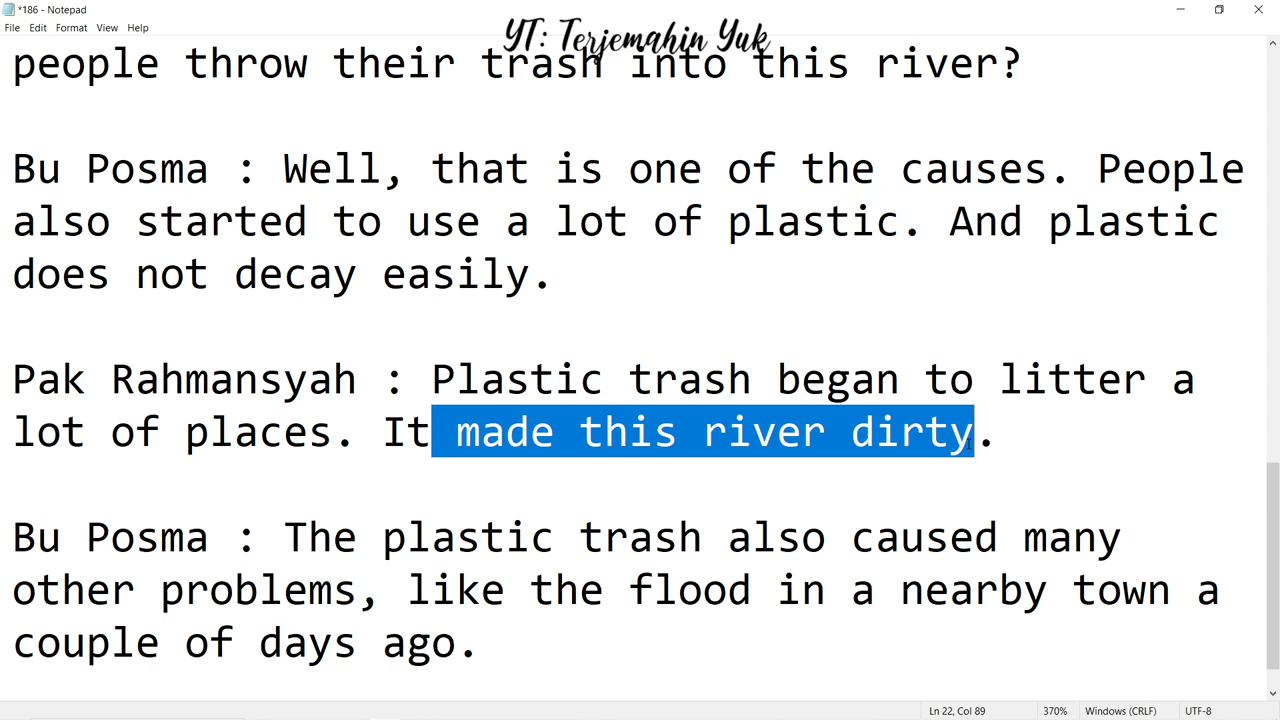 *186 - Notepad
File Edit Format View Help
YT: Terjemahin Yuk
people throw their trash into this river?
Bu Posma : Well, that is one of the causes. People
also started to use a lot of plastic. And plastic
does not decay easily.
Pak Rahmansyah : Plastic trash began to litter a
lot of places. It made this river dirty.
Bu Posma : The plastic trash also caused many
other problems, like the flood in a nearby town a
couple of days ago.
Ln 22, Col 89 370% Windows (CRLF) UTF-8